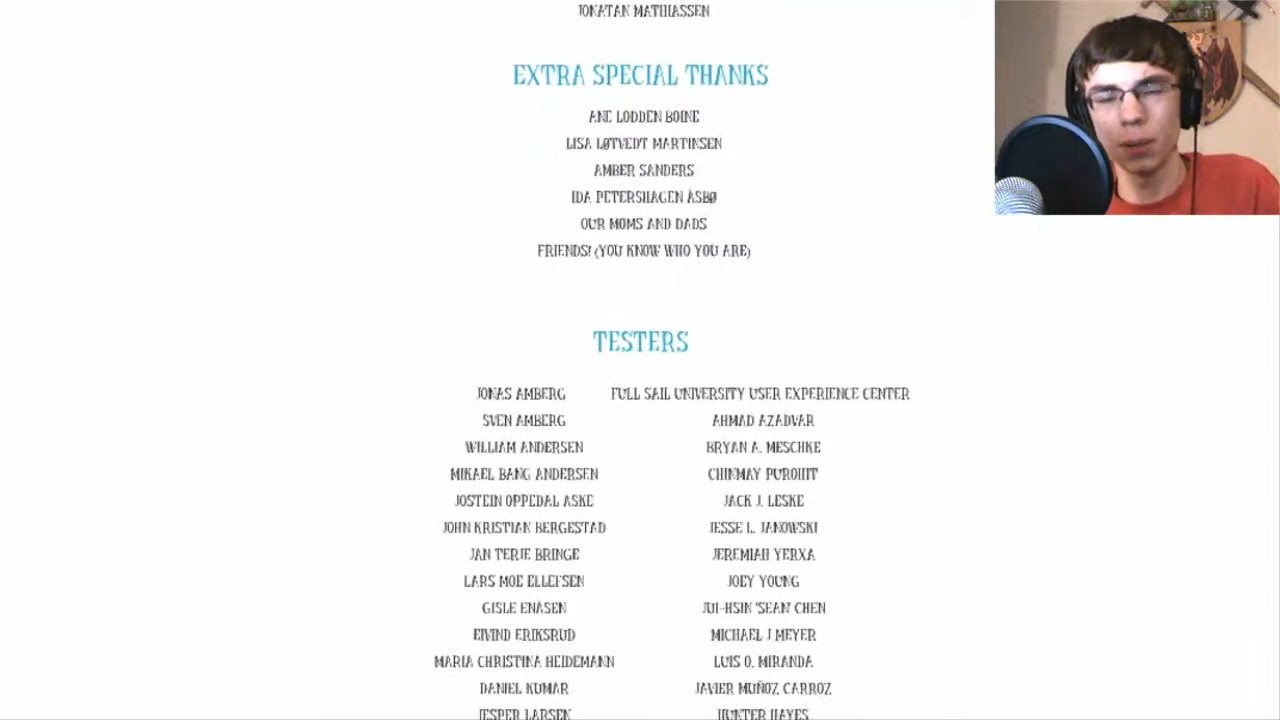 JONATAN MATHIASSEN
EXTRA SPECIAL THANKS
ANE LODDEN BOINE
LISA LØTVEDT MARTINSEN
AMBER SANDERS
IDA PETERSHAGEN ÅSBØ
OUR MOMS AND DADS
FRIENDS! (YOU KNOW WHO YOU ARE)
TESTERS
JONAS AMBERG
SVEN AMBERG
WILLIAM ANDERSEN
MIKAEL BANG ANDERSEN
JOSTEIN OPPEDAL ASKE
JOHN KRISTIAN BERGESTAD
JAN TERJE BRINGE
LARS MOE ELLEFSEN
GISLE ENÅSEN
EIVIND ERIKSRUD
MARIA CHRISTINA HEIDEMANN
DANIEL KUMAR
JESPER LARSEN
FULL SAIL UNIVERSITY USER EXPERIENCE CENTER
AHMAD AZADVAR
BRYAN A. MESCHKE
CHINMAY PUROHIT
JACK J. LESKE
JESSE L. JANOWSKI
JEREMIAH YERXA
JOEY YOUNG
JUI-HSIN 'SEAN' CHEN
MICHAEL J MEYER
LUIS O. MIRANDA
JAVIER MUÑOZ CARROZ
HUNTER HAYES